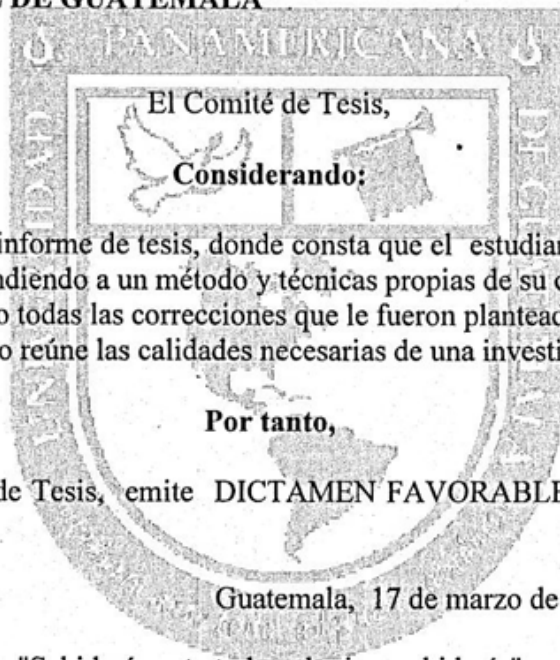 DE GUATEMALA
PANAMERICANA
El Comité de Tesis,
Considerando:
informe de tesis, donde consta que el estudian
ndiendo a un método y técnicas propias de su c
o todas las correcciones que le fueron plantead
o reúne las calidades necesarias de una investi
Por tanto,
de Tesis, emite DICTAMEN FAVORABLE
Guatemala, 17 de marzo de